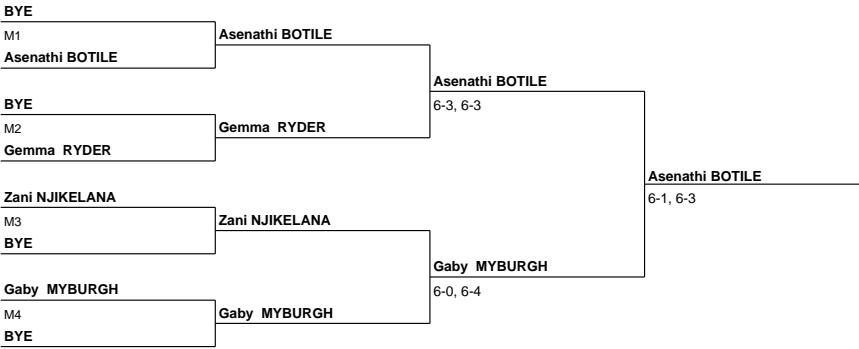 BYE
M1
Asenathi BOTILE
Asenathi BOTILE
BYE
M2
Gemma RYDER
Gemma RYDER
Asenathi BOTILE
6-3, 6-3
Zani NJIKELANA
M3
BYE
Zani NJIKELANA
Gaby MYBURGH
M4
BYE
Gaby MYBURGH
Gaby MYBURGH
6-0, 6-4
Asenathi BOTILE
6-1, 6-3